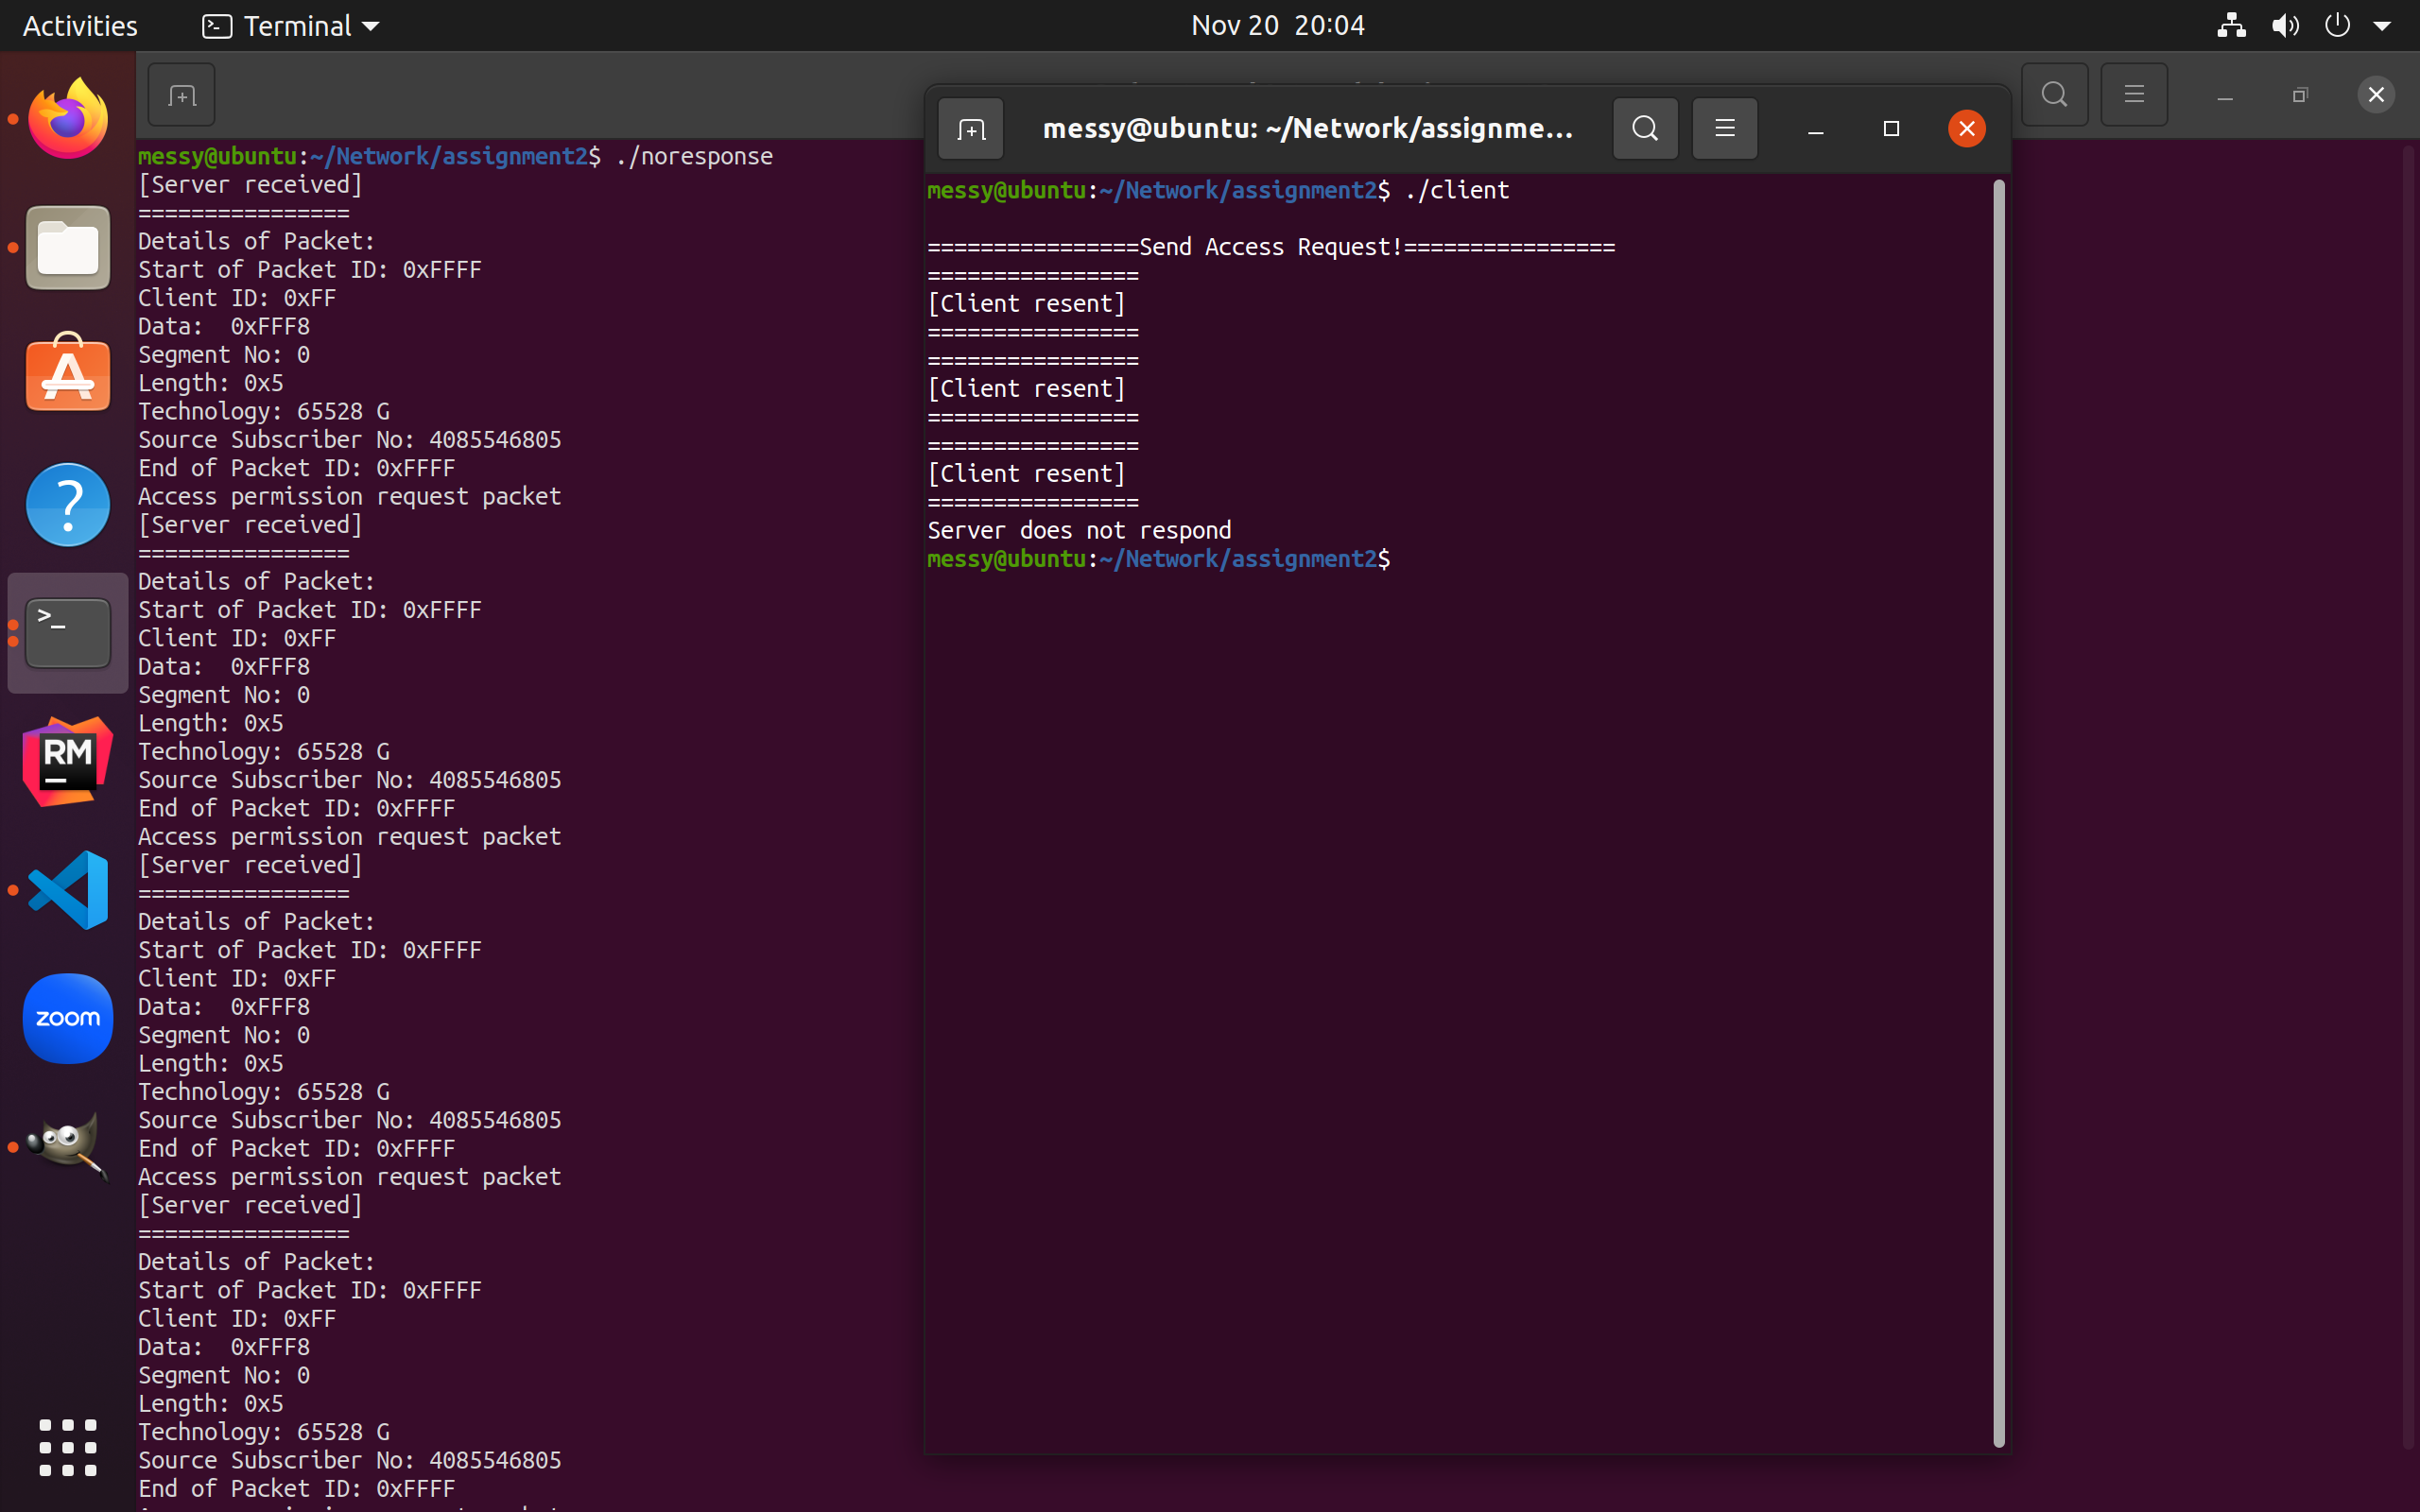 Activities
Terminal
Nov 20 20:04
messy@ubuntu:~/Network/assignment2$ ./noresponse
[Server received]
================
Details of Packet:
Start of Packet ID: 0xFFFF
Client ID: 0xFF
Data:  0xFFF8
Segment No: 0
Length: 0x5
Technology: 65528 G
Source Subscriber No: 4085546805
End of Packet ID: 0xFFFF
Access permission request packet
[Server received]
================
Details of Packet:
Start of Packet ID: 0xFFFF
Client ID: 0xFF
Data:  0xFFF8
Segment No: 0
Length: 0x5
Technology: 65528 G
Source Subscriber No: 4085546805
End of Packet ID: 0xFFFF
Access permission request packet
[Server received]
================
Details of Packet:
Start of Packet ID: 0xFFFF
Client ID: 0xFF
Data:  0xFFF8
Segment No: 0
Length: 0x5
Technology: 65528 G
Source Subscriber No: 4085546805
End of Packet ID: 0xFFFF
Access permission request packet
[Server received]
================
Details of Packet:
Start of Packet ID: 0xFFFF
Client ID: 0xFF
Data:  0xFFF8
Segment No: 0
Length: 0x5
Technology: 65528 G
Source Subscriber No: 4085546805
End of Packet ID: 0xFFFF
messy@ubuntu: ~/Network/assignme...
messy@ubuntu:~/Network/assignment2$ ./client
================Send Access Request!================
================
[Client resent]
================
================
[Client resent]
================
================
[Client resent]
================
Server does not respond
messy@ubuntu:~/Network/assignment2$
>_
RM
zoom